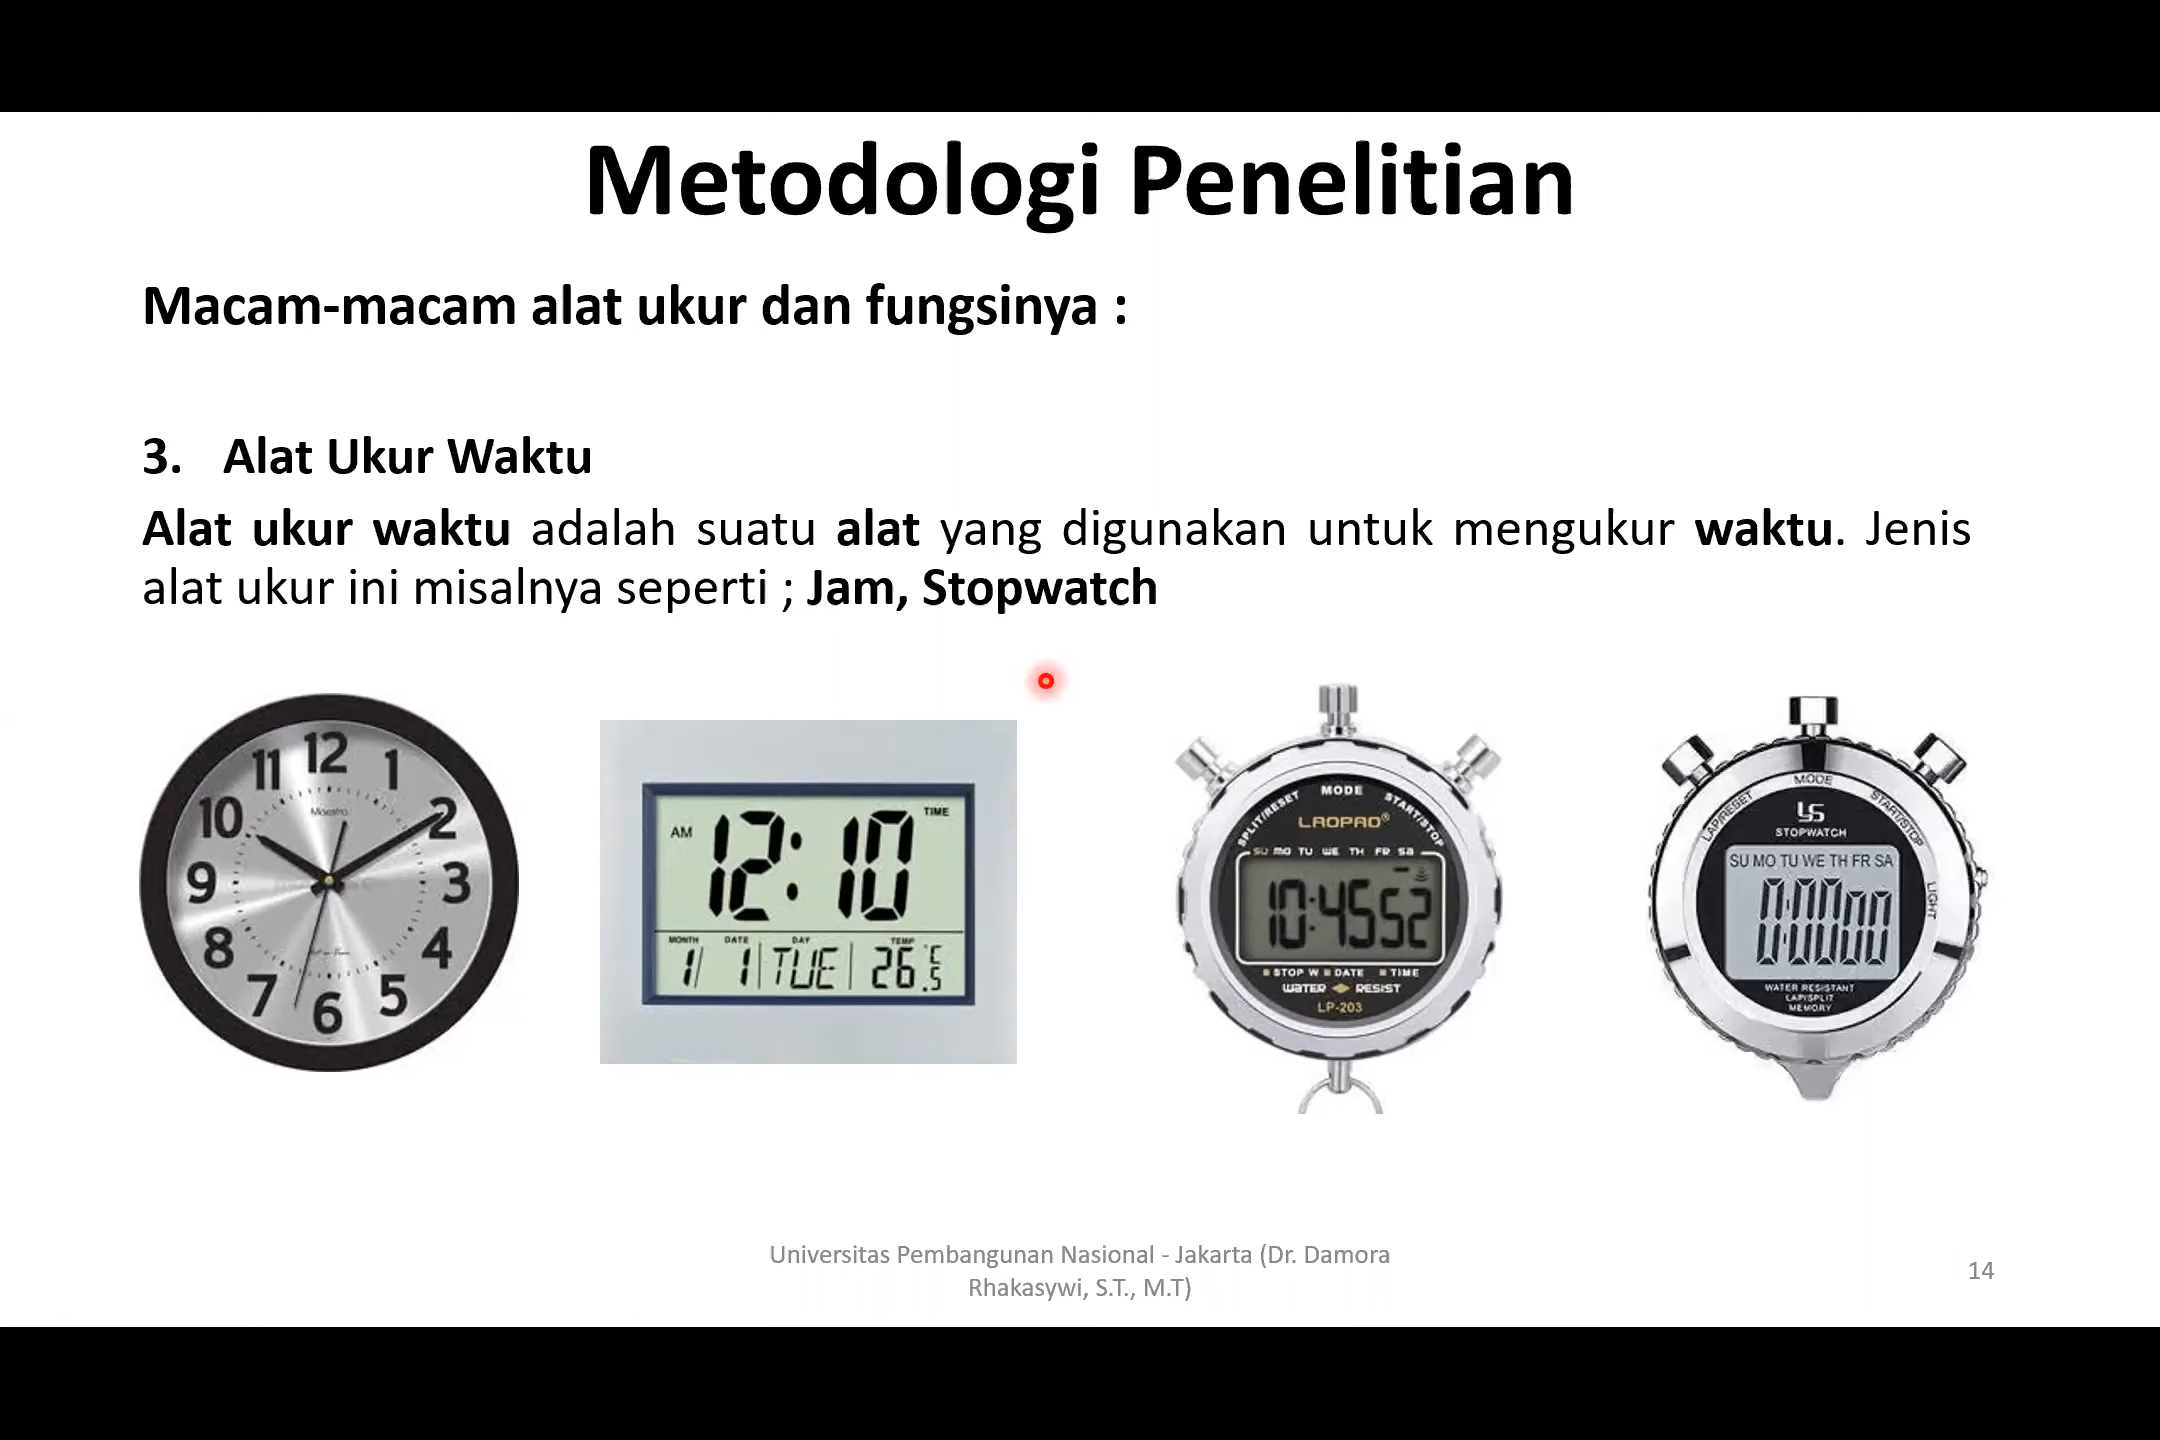 Metodologi Penelitian
Macam-macam alat ukur dan fungsinya :
3. Alat Ukur Waktu
Alat ukur waktu adalah suatu alat yang digunakan untuk mengukur waktu. Jenis
alat ukur ini misalnya seperti ; Jam, Stopwatch
12
11 1
10 2
9 3
8 4
7 5
6
Maestro
TIME
AM 12:10
MONTH DATE DAY TEMP
1/ 1 TUE 26.5 °C
MODE
SPLIT/RESET START/STOP
LAOPAO®
SU MO TU WE TH FR SA
10:4552
STOP W DATE TIME
WATER RESIST
LP-203
MODE
LAP/RESET START/STOP
YS
STOPWATCH
SU MO TU WE TH FR SA
0:0000
LIGHT
WATER RESISTANT
LAP/SPLIT
MEMORY
Universitas Pembangunan Nasional - Jakarta (Dr. Damora
Rhakasywi, S.T., M.T)
14